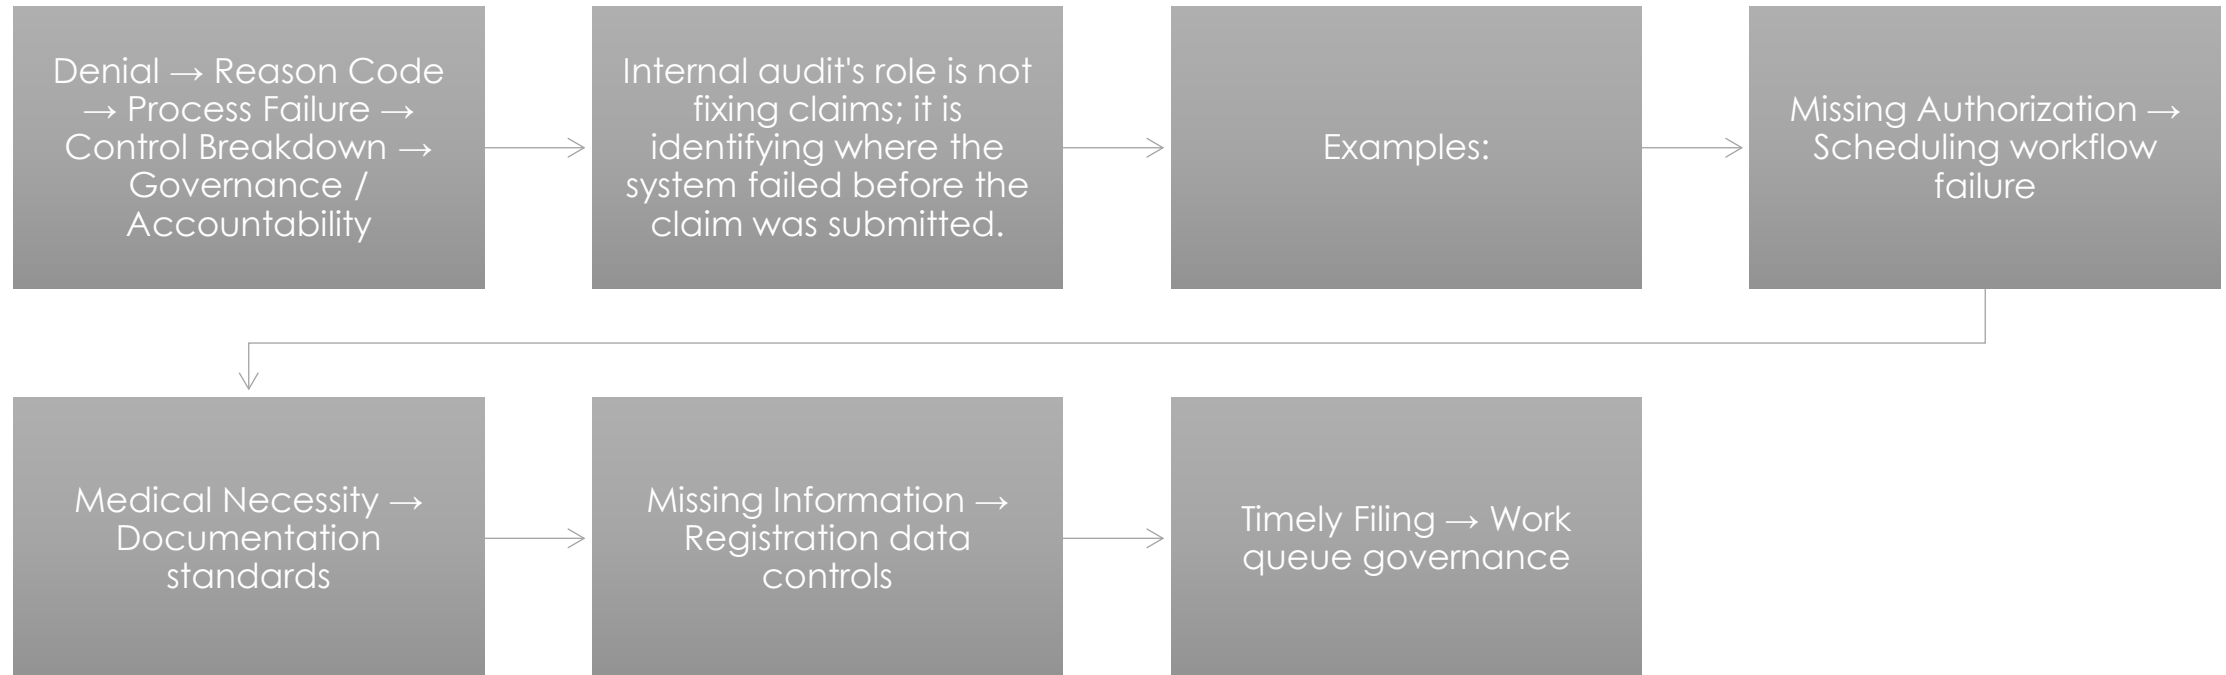 Denial → Reason Code
→ Process Failure →
Control Breakdown →
Governance /
Accountability
Internal audit's role is not
fixing claims; it is
identifying where the
system failed before the
claim was submitted.
Examples:
Missing Authorization →
Scheduling workflow
failure
Medical Necessity →
Documentation
standards
Missing Information →
Registration data
controls
Timely Filing → Work
queue governance